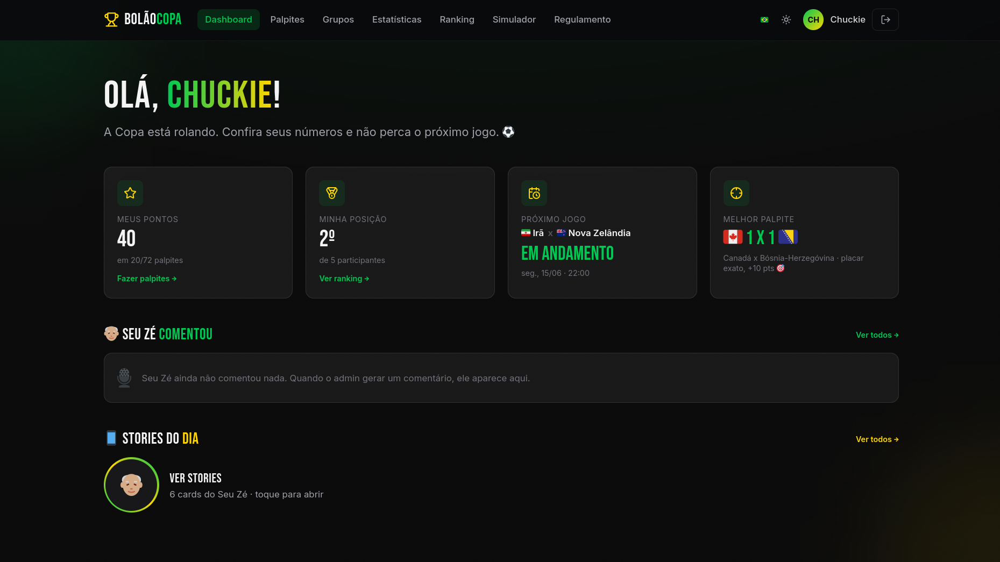 BOLÃOCOPA
Dashboard
Palpites
Grupos
Estatísticas
Ranking
Simulador
Regulamento
CH
Chuckie
OLÁ, CHUCKIE!
A Copa está rolando. Confira seus números e não perca o próximo jogo. ⚽
MEUS PONTOS
40
em 20/72 palpites
Fazer palpites →
MINHA POSIÇÃO
2º
de 5 participantes
Ver ranking →
PRÓXIMO JOGO
Irã x Nova Zelândia
EM ANDAMENTO
seg., 15/06 · 22:00
MELHOR PALPITE
1 X 1
Canadá x Bósnia-Herzegóvina · placar
exato, +10 pts 🎯
SEU ZÉ COMENTOU
Ver todos →
Seu Zé ainda não comentou nada. Quando o admin gerar um comentário, ele aparece aqui.
STORIES DO DIA
Ver todos →
VER STORIES
6 cards do Seu Zé · toque para abrir